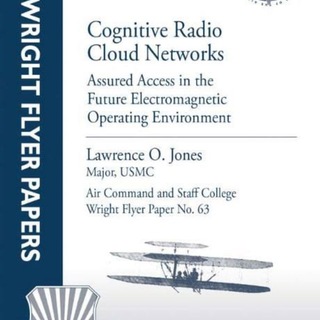 WRIGHT FLYER PAPERS
Cognitive Radio
Cloud Networks
Assured Access in the
Future Electromagnetic
Operating Environment
Lawrence O. Jones
Major, USMC
Air Command and Staff College
Wright Flyer Paper No. 63